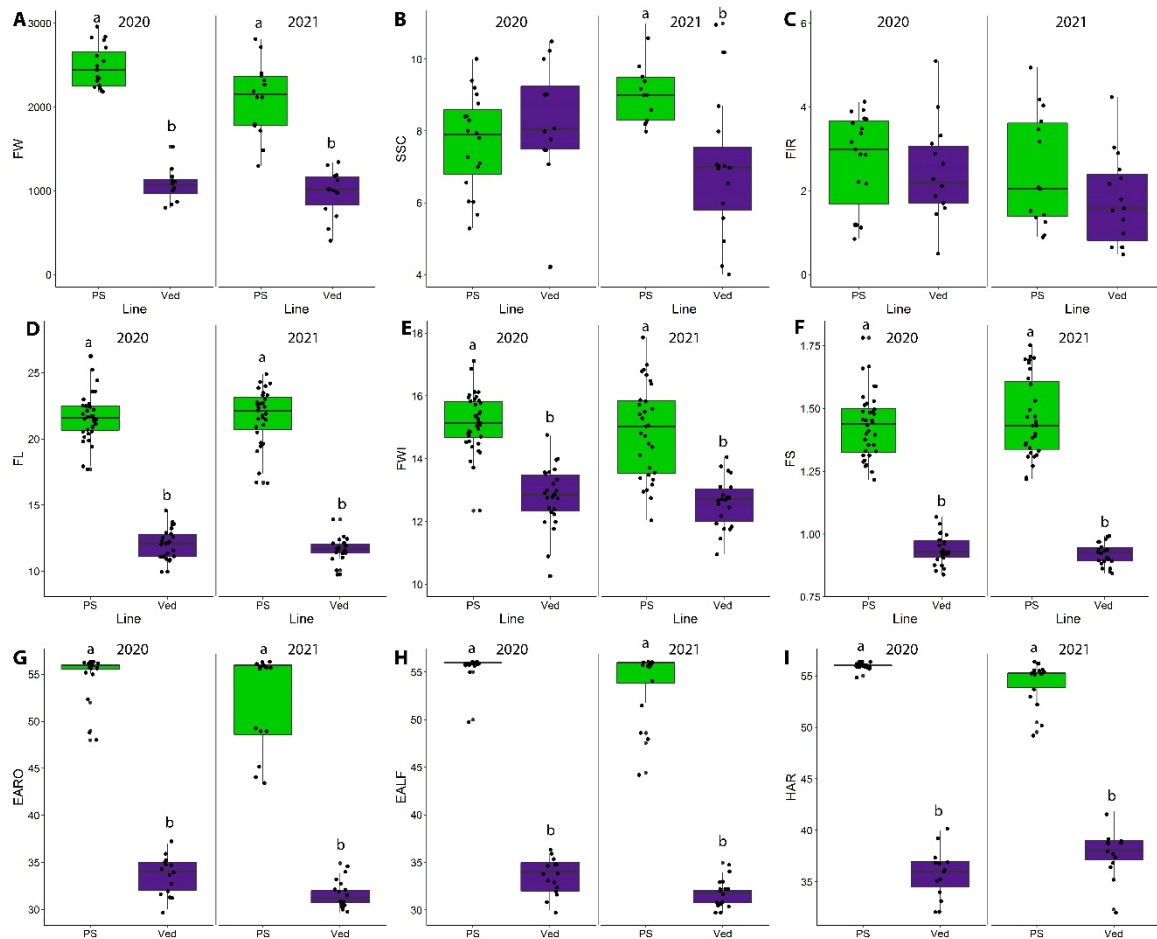 A 2020 2021
a a
b b
FW
3000
2000
1000
0
PS Ved PS Ved
Line Line
B 2020 2021
a b
SSC
10
8
6
4
PS Ved PS Ved
Line Line
C 2020 2021
FIR
6
4
2
0
PS Ved PS Ved
Line Line
D 2020 2021
a a
b b
FL
25
20
15
10
PS Ved PS Ved
Line Line
E 2020 2021
a a
b b
FWI
18
16
14
12
10
PS Ved PS Ved
Line Line
F 2020 2021
a a
b b
FS
1.75
1.50
1.25
1.00
0.75
PS Ved PS Ved
Line Line
G 2020 2021
a a
b b
EARO
55
50
45
40
35
30
PS Ved PS Ved
H 2020 2021
a a
b b
EALF
55
50
45
40
35
30
PS Ved PS Ved
I 2020 2021
a a
b b
HAR
55
50
45
40
35
PS Ved PS Ved